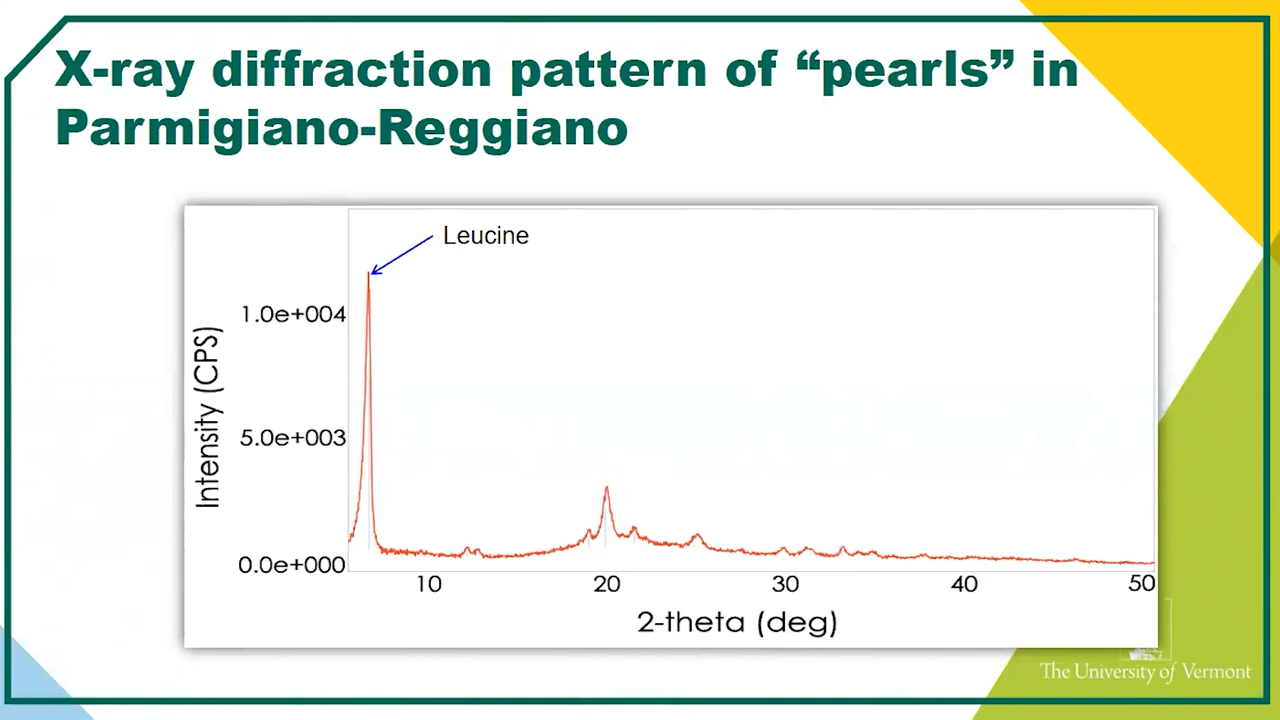 X-ray diffraction pattern of “pearls” in
Parmigiano-Reggiano
Leucine
1.0e+004
5.0e+003
0.0e+000
Intensity (CPS)
10 20 30 40 50
2-theta (deg)
The University of Vermont